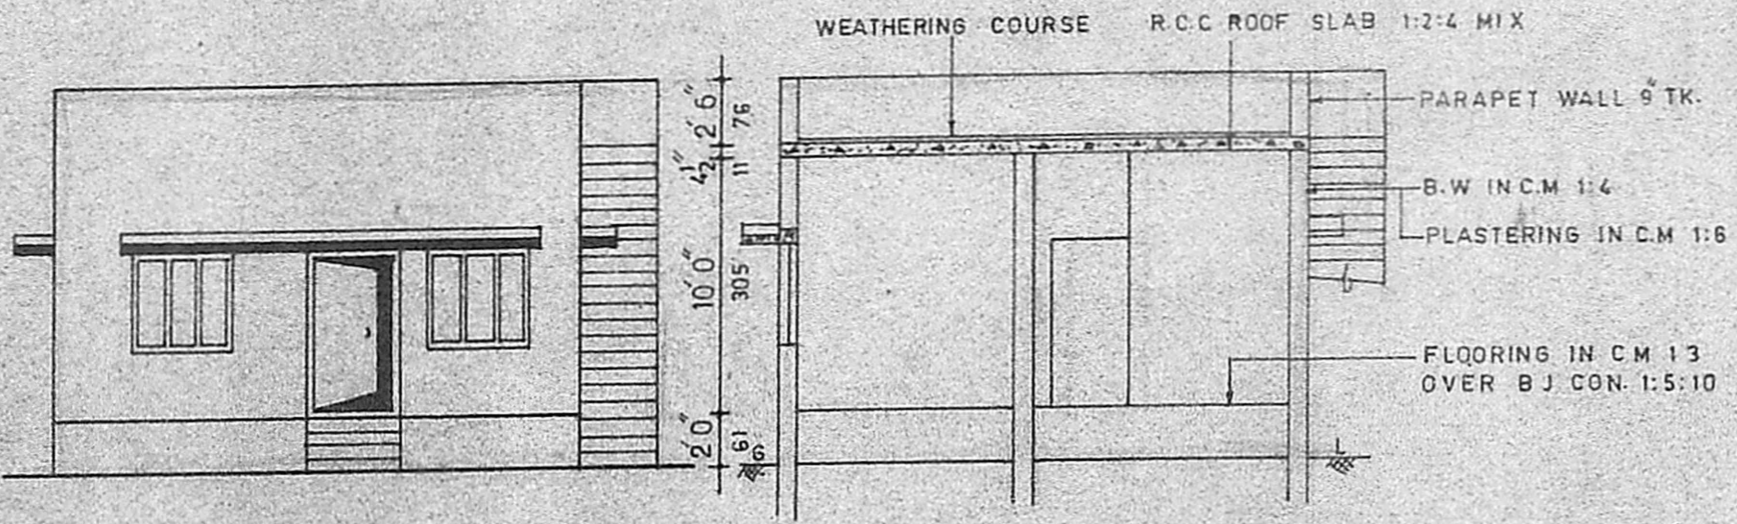 WEATHERING COURSE
R.C.C ROOF SLAB 1:2:4 MIX
PARAPET WALL 9" TK.
B.W IN C.M 1:4
PLASTERING IN C.M 1:6
FLOORING IN C M 1 3
OVER B J CON. 1:5:10
2' 6"
76
4½"
11
10' 0"
305
2' 0"
61
G
L